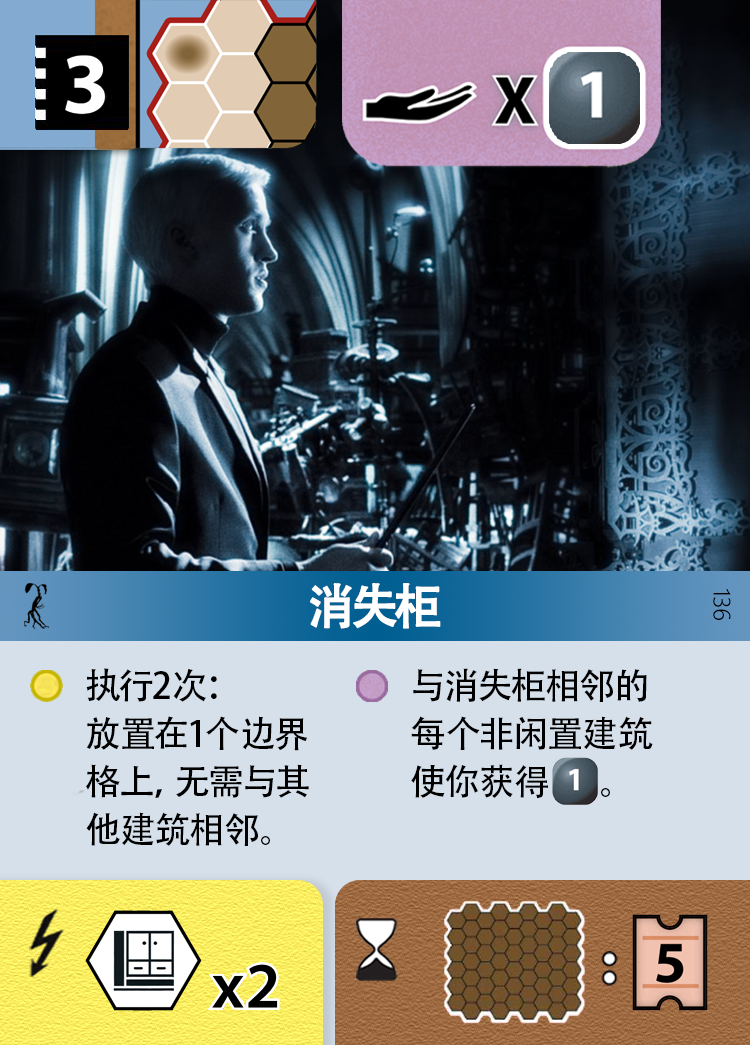 3
X 1
消失柜
136
执行2次：
放置在1个边界
格上，无需与其
他建筑相邻。
与消失柜相邻的
每个非闲置建筑
使你获得1。
x2
: 5